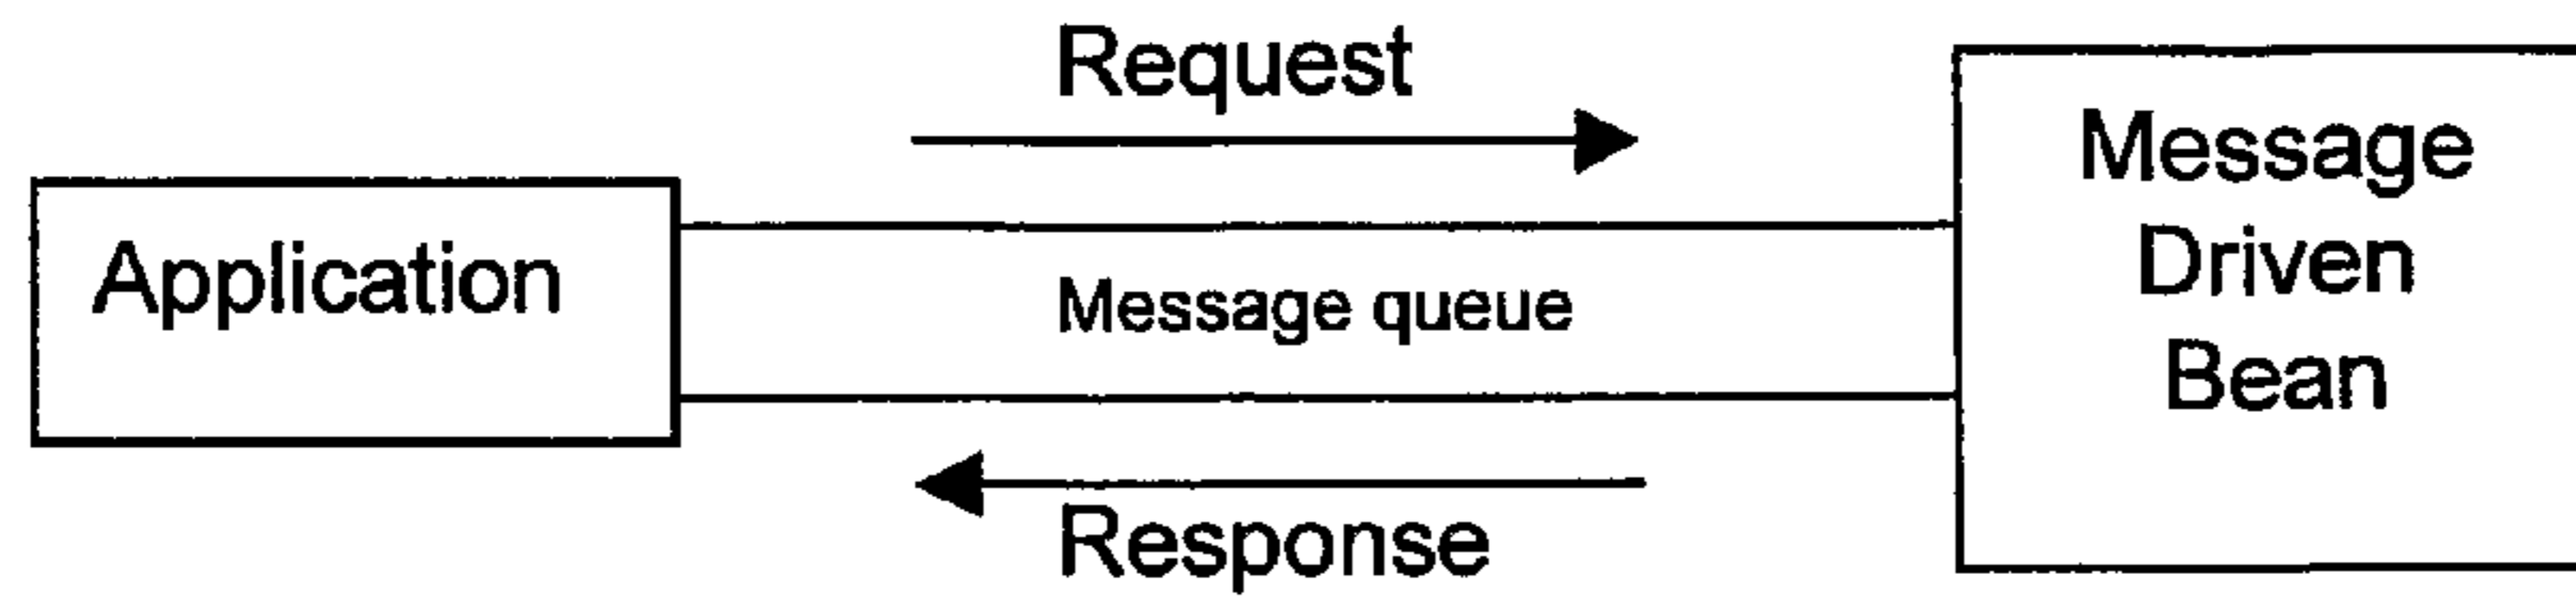 Request
Application
Message queue
Response
Message
Driven
Bean